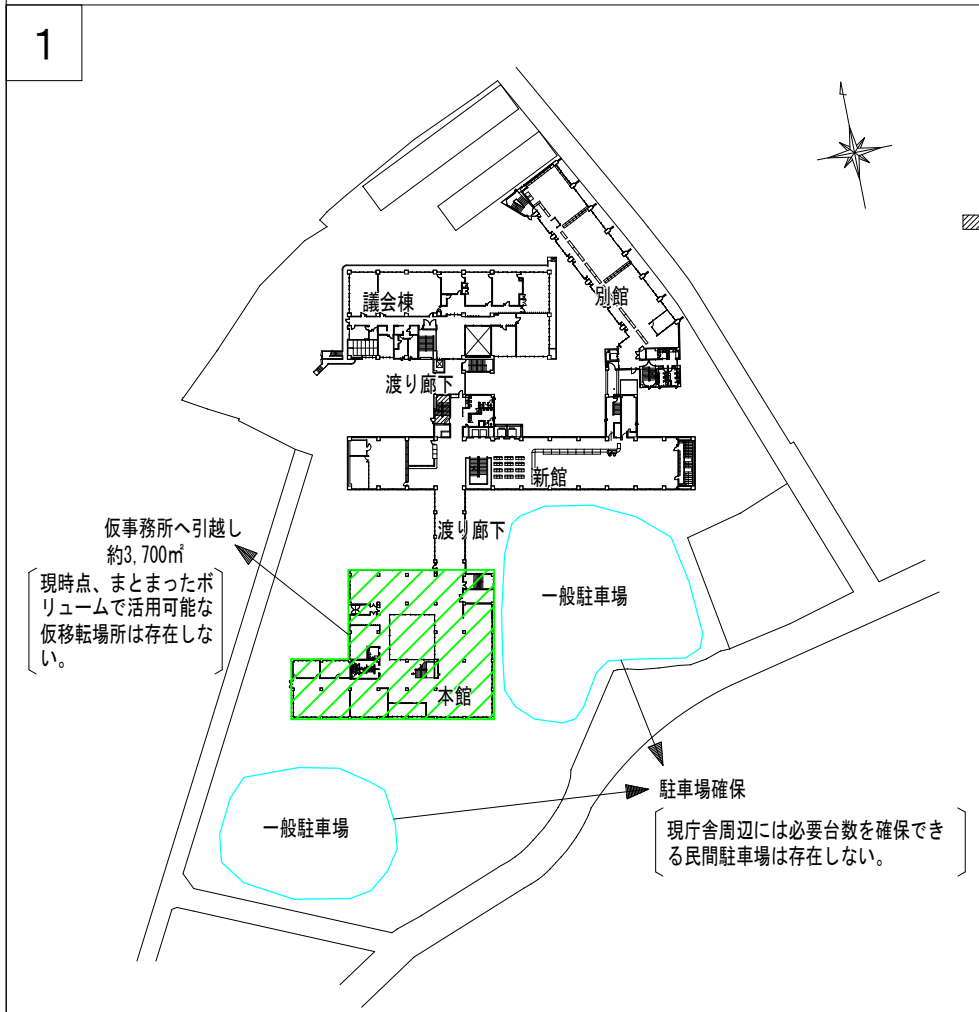 1
議会棟
別館
渡り廊下
新館
渡り廊下
仮事務所へ引越し
約3,700㎡
現時点、まとまったボ
リュームで活用可能な
仮移転場所は存在しな
い。
一般駐車場
本館
駐車場確保
一般駐車場
現庁舎周辺には必要台数を確保でき
る民間駐車場は存在しない。